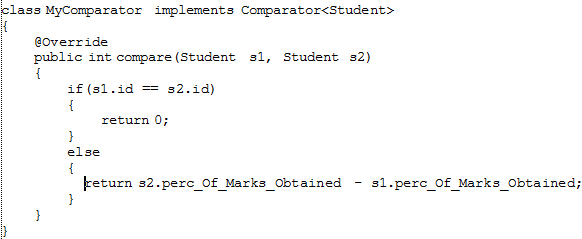 class MyComparator implements Comparator<Student>
{
@Override
public int compare(Student s1, Student s2)
{
if(s1.id == s2.id)
{
return 0;
}
else
{
return s2.perc_Of_Marks_Obtained - s1.perc_Of_Marks_Obtained;
}
}
}